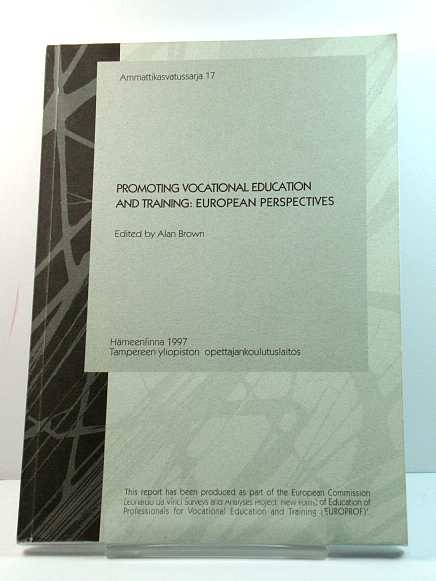 Ammattikasvatussarja 17
PROMOTING VOCATIONAL EDUCATION
AND TRAINING: EUROPEAN PERSPECTIVES
Edited by Alan Brown
Hämeenlinna 1997
Tampereen yliopiston opettajankoulutuslaitos
This report has been produced as part of the European Commission
Leonardo da Vinci Surveys and Analyses Project 'New Forms of Education of
Professionals for Vocational Education and Training (EUROPROF)'.